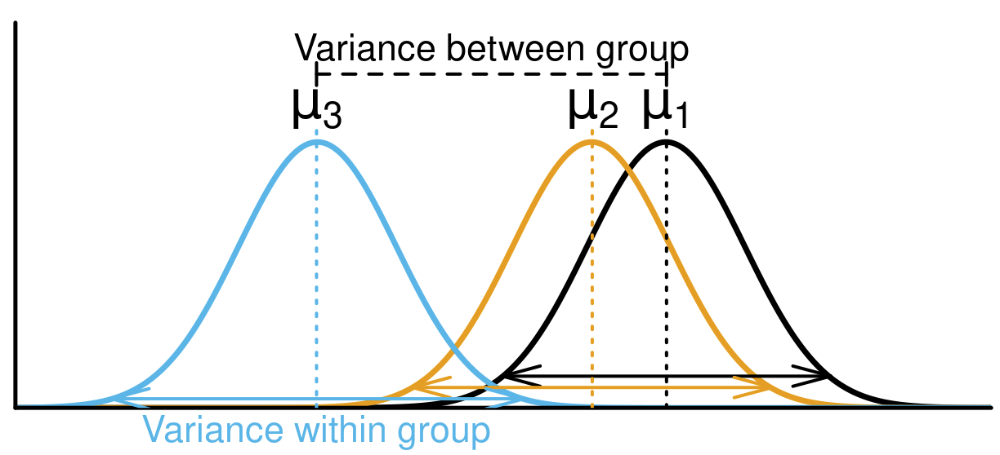 Variance between group
μ3 μ2 μ1
Variance within group